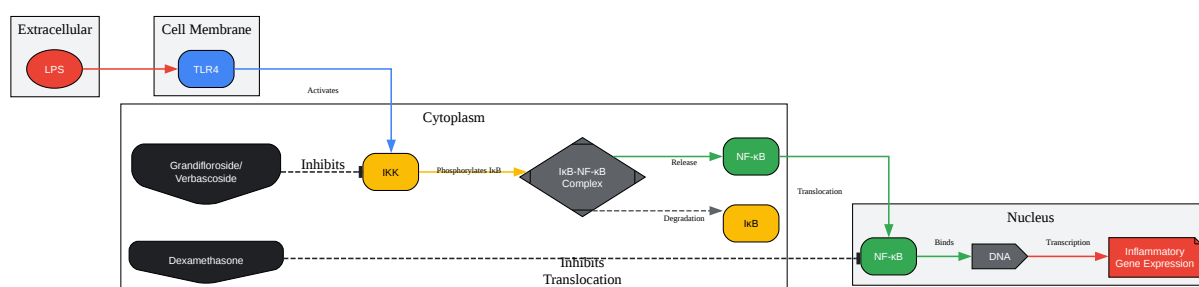 Extracellular
LPS
Cell Membrane
TLR4
Activates
Cytoplasm
Grandifloroside/
Verbascoside
Inhibits
IKK
Phosphorylates IκB
IκB-NF-κB
Complex
Release
NF-κB
Degradation
IκB
Translocation
Dexamethasone
Inhibits
Translocation
Nucleus
NF-κB
Binds
DNA
Transcription
Inflammatory
Gene Expression